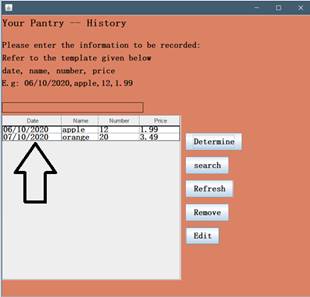 Your Pantry -- History
Please enter the information to be recorded:
Refer to the template given below
date, name, number, price
E.g: 06/10/2020,apple,12,1.99
Date Name Number Price
06/10/2020 apple 12 1.99
07/10/2020 orange 20 3.49
Determine
search
Refresh
Remove
Edit